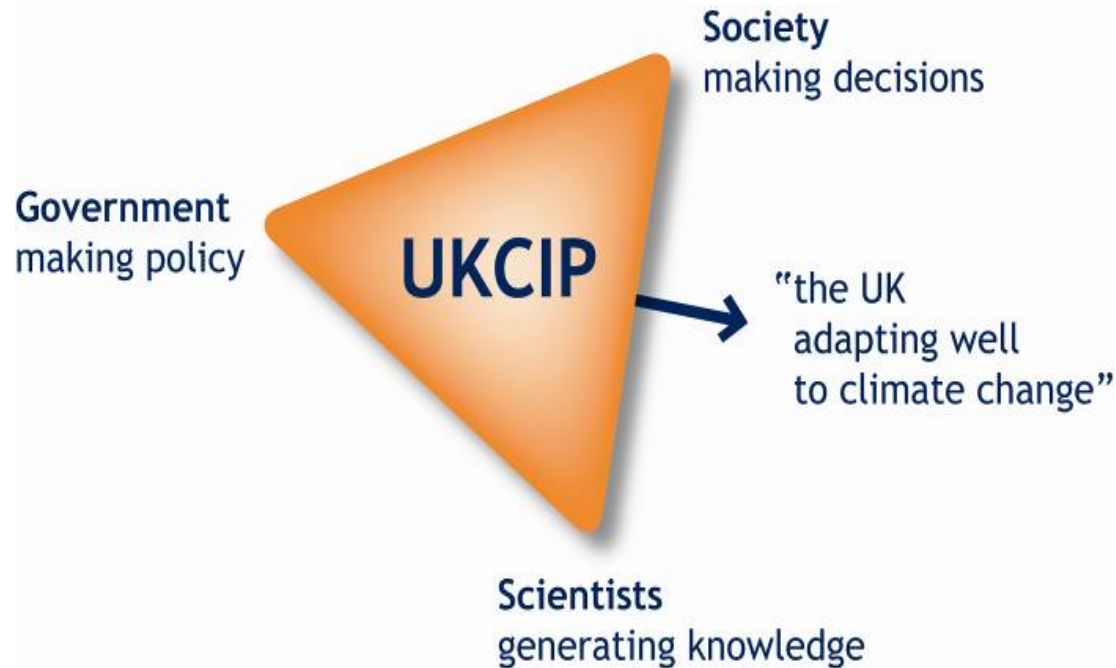 Society
making decisions
Government
making policy
UKCIP
“the UK
adapting well
to climate change”
Scientists
generating knowledge